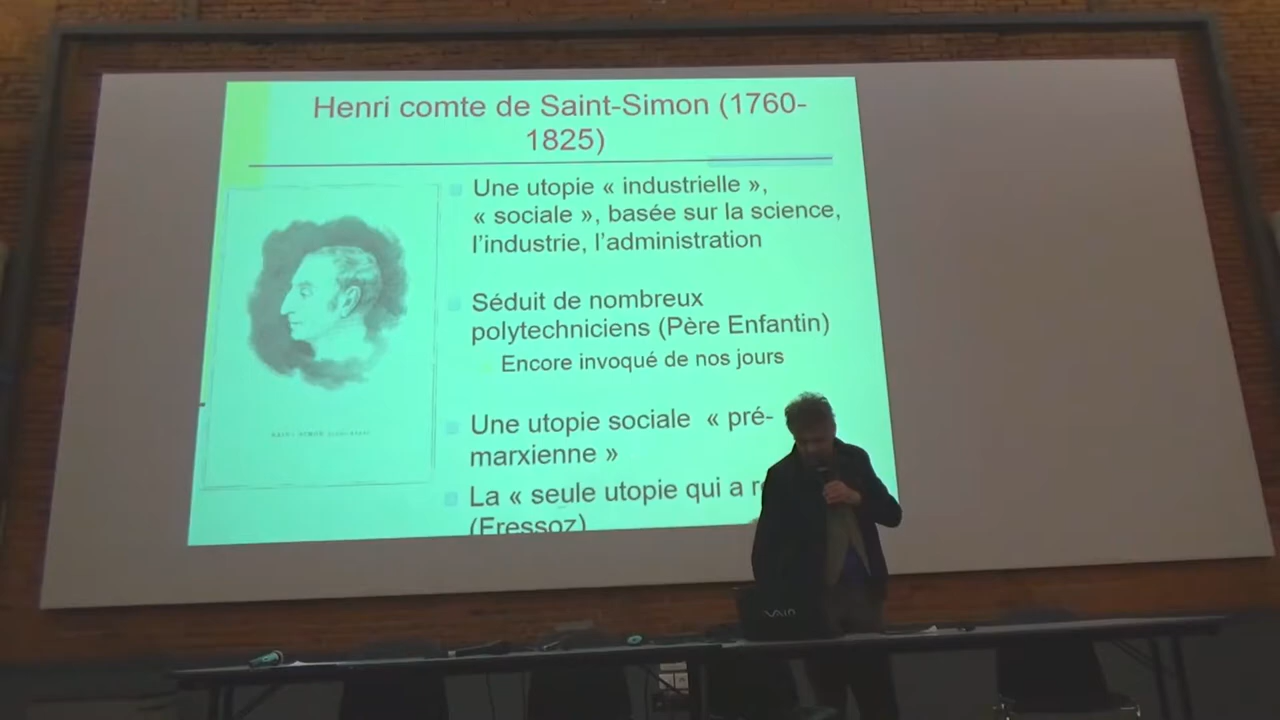 Henri comte de Saint-Simon (1760-
1825)
Une utopie « industrielle »,
« sociale », basée sur la science,
l'industrie, l'administration
Séduit de nombreux
polytechniciens (Père Enfantin)
Encore invoqué de nos jours
Une utopie sociale « pré-
marxienne »
La « seule utopie qui a
(Fressoz)
VAIO